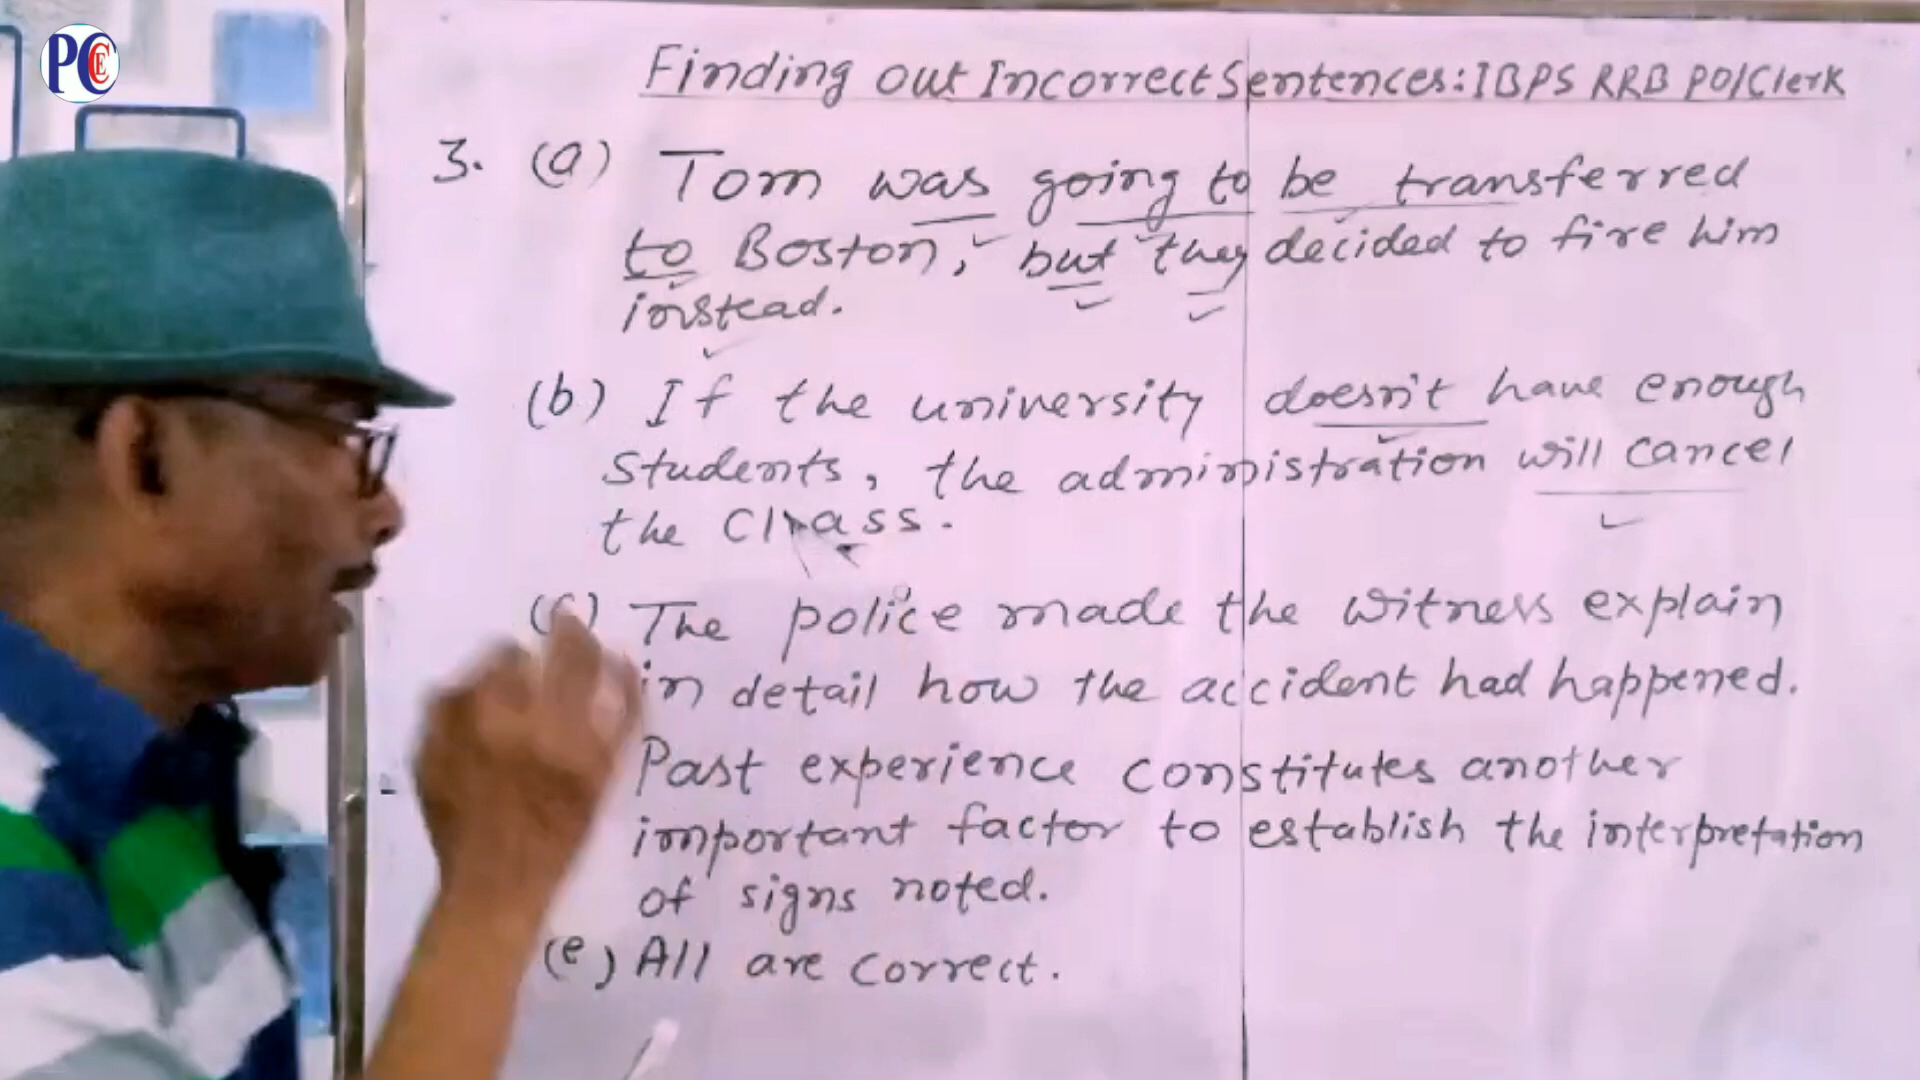 PCEC
Finding out Incorrect Sentences: IBPS RRB PO/Clerk
3. (a) Tom was going to be transferred
to Boston, but they decided to fire him
instead.
(b) If the university doesn't have enough
students, the administration will cancel
the Class.
(c) The police made the witness explain
in detail how the accident had happened.
Past experience constitutes another
important factor to establish the interpretation
of signs noted.
(e) All are correct.